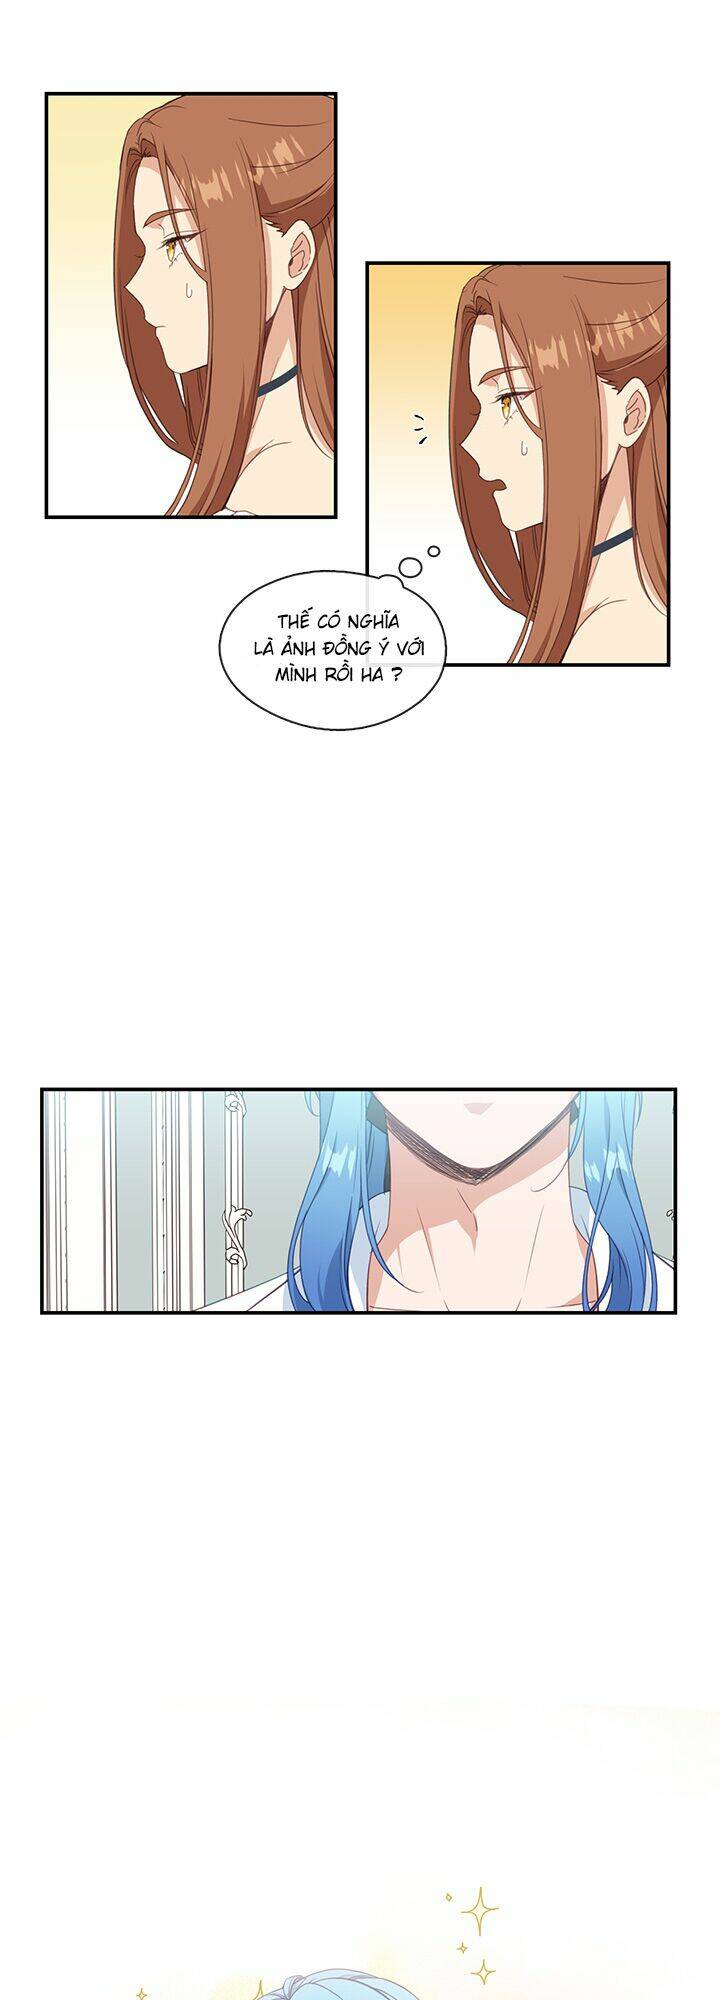 THẾ CÓ NGHĨA
LÀ ẢNH ĐỒNG Ý VỚI
MÌNH RỒI HA ?